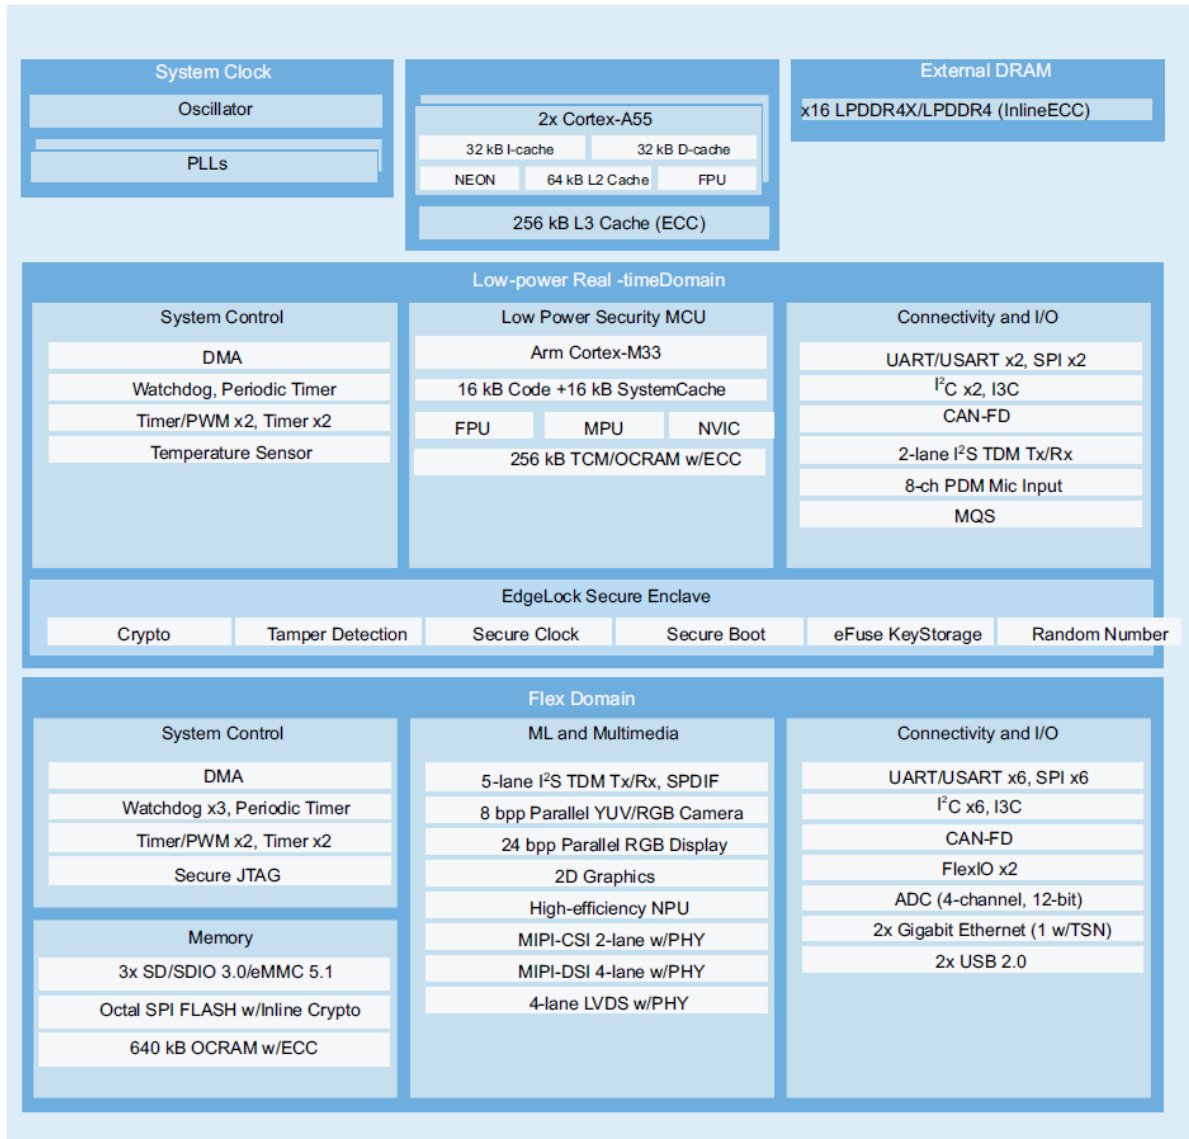 System Clock
Oscillator
PLLs
2x Cortex-A55
32 kB I-cache
32 kB D-cache
NEON
64 kB L2 Cache
FPU
256 kB L3 Cache (ECC)
External DRAM
x16 LPDDR4X/LPDDR4 (InlineECC)
Low-power Real -timeDomain
System Control
DMA
Watchdog, Periodic Timer
Timer/PWM x2, Timer x2
Temperature Sensor
Low Power Security MCU
Arm Cortex-M33
16 kB Code +16 kB SystemCache
FPU
MPU
NVIC
256 kB TCM/OCRAM w/ECC
Connectivity and I/O
UART/USART x2, SPI x2
I²C x2, I3C
CAN-FD
2-lane I²S TDM Tx/Rx
8-ch PDM Mic Input
MQS
EdgeLock Secure Enclave
Crypto
Tamper Detection
Secure Clock
Secure Boot
eFuse KeyStorage
Random Number
Flex Domain
System Control
DMA
Watchdog x3, Periodic Timer
Timer/PWM x2, Timer x2
Secure JTAG
Memory
3x SD/SDIO 3.0/eMMC 5.1
Octal SPI FLASH w/Inline Crypto
640 kB OCRAM w/ECC
ML and Multimedia
5-lane I²S TDM Tx/Rx, SPDIF
8 bpp Parallel YUV/RGB Camera
24 bpp Parallel RGB Display
2D Graphics
High-efficiency NPU
MIPI-CSI 2-lane w/PHY
MIPI-DSI 4-lane w/PHY
4-lane LVDS w/PHY
Connectivity and I/O
UART/USART x6, SPI x6
I²C x6, I3C
CAN-FD
FlexIO x2
ADC (4-channel, 12-bit)
2x Gigabit Ethernet (1 w/TSN)
2x USB 2.0